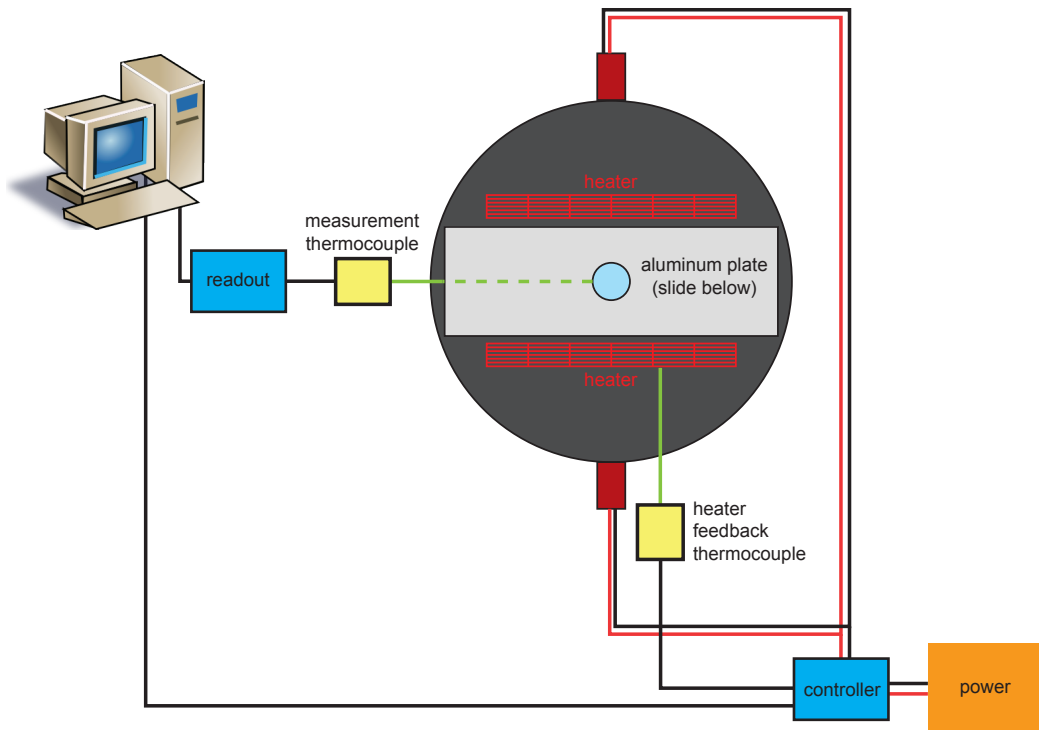 heater
measurement
thermocouple
readout
aluminum plate
(slide below)
heater
heater
feedback
thermocouple
controller
power